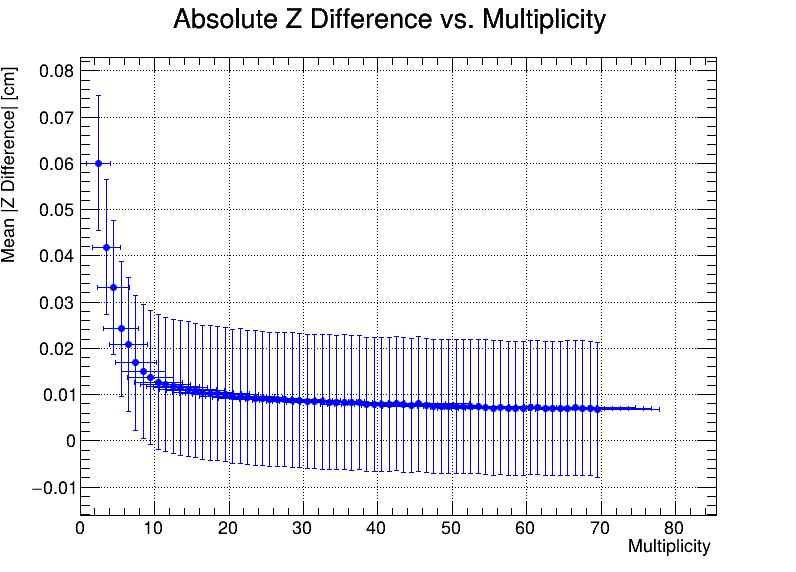 Absolute Z Difference vs. Multiplicity
Mean |Z Difference| [cm]
0.08
0.07
0.06
0.05
0.04
0.03
0.02
0.01
0
−0.01
0 10 20 30 40 50 60 70 80
Multiplicity